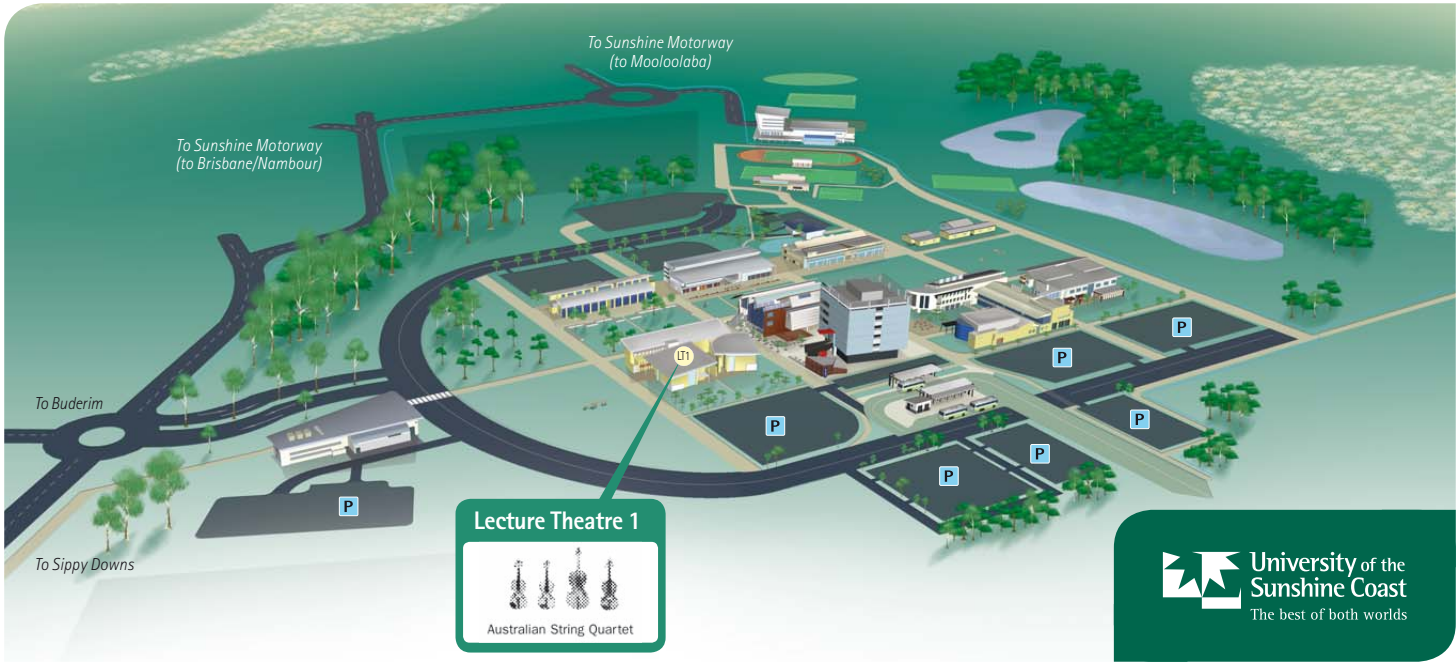 To Sunshine Motorway
(to Mooloolaba)
To Sunshine Motorway
(to Brisbane/Nambour)
P
LT1
P
To Buderim
P
P
P
P
P
Lecture Theatre 1
To Sippy Downs
Australian String Quartet
University of the
Sunshine Coast
The best of both worlds